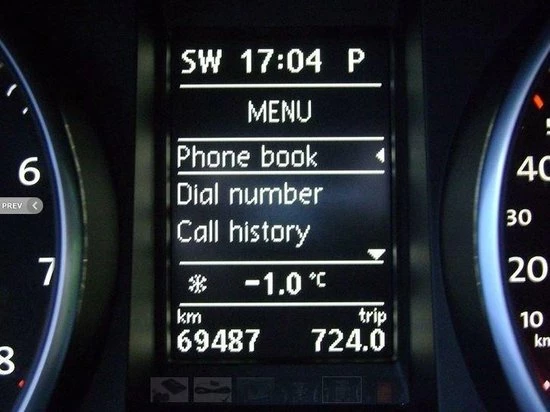 SW 17:04 P
MENU
Phone book
Dial number
Call history
-1.0 °C
km trip
69487 724.0
6
7
8
PREV
40
30
20
10
km